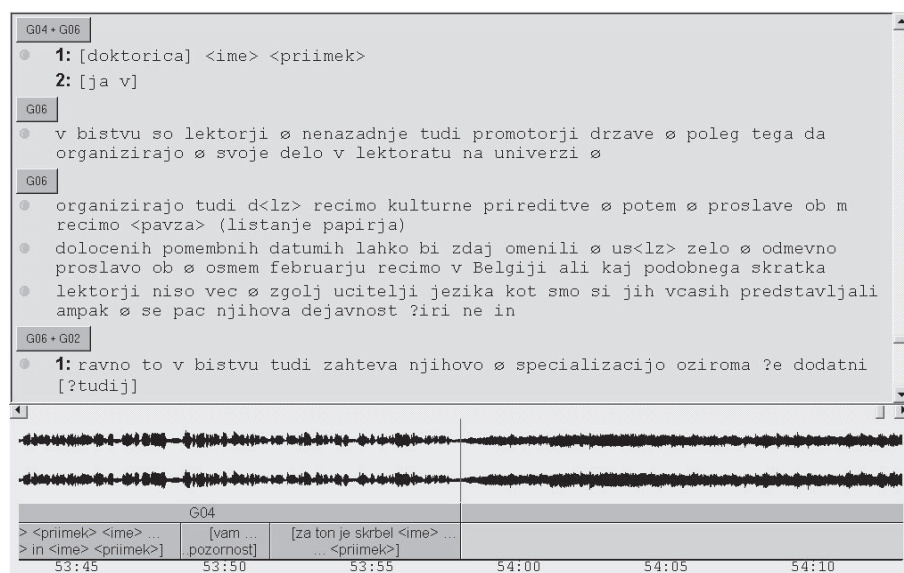 G04 + G06
1: [doktorica] <ime> <priimek>
2: [ja v]
G06
v bistvu so lektorji ø nenazadnje tudi promotorji drzave ø poleg tega da
organizirajo ø svoje delo v lektoratu na univerzi ø
G06
organizirajo tudi d<lz> recimo kulturne prireditve ø potem ø proslave ob m
recimo <pavza> (listanje papirja)
dolocenih pomembnih datumih lahko bi zdaj omenili ø us<lz> zelo ø odmevno
proslavo ob ø osmem februarju recimo v Belgiji ali kaj podobnega skratka
lektorji niso vec ø zgolj ucitelji jezika kot smo si jih vcasih predstavljali
ampak ø se pac njihova dejavnost ?iri ne in
G06 + G02
1: ravno to v bistvu tudi zahteva njihovo ø specializacijo oziroma ?e dodatni
[?tudij]
G04
> <priimek> <ime> ... [vam ... [za ton je skrbel <ime> ...
> in <ime> <priimek>] ..pozornost] ... <priimek>]
53:45 53:50 53:55 54:00 54:05 54:10